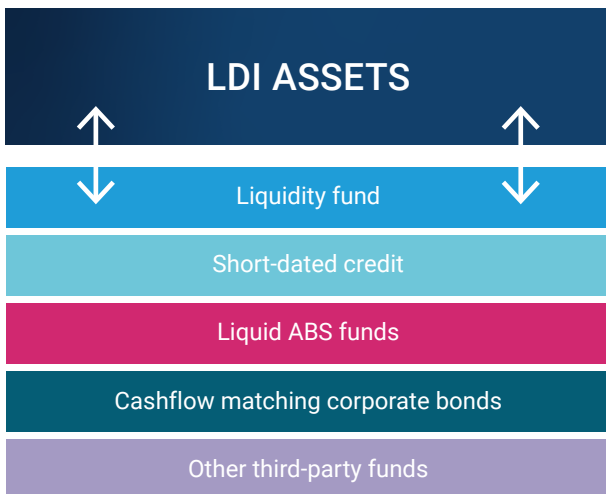 LDI ASSETS
Liquidity fund
Short-dated credit
Liquid ABS funds
Cashflow matching corporate bonds
Other third-party funds